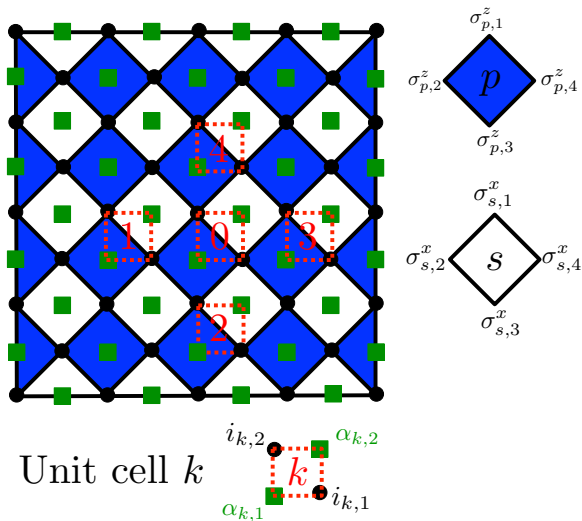 σ^z_{p,1}
σ^z_{p,2} p σ^z_{p,4}
σ^z_{p,3}
4
1 0 3
2
σ^x_{s,1}
σ^x_{s,2} s σ^x_{s,4}
σ^x_{s,3}
Unit cell k
i_{k,2} α_{k,2}
k
α_{k,1} i_{k,1}